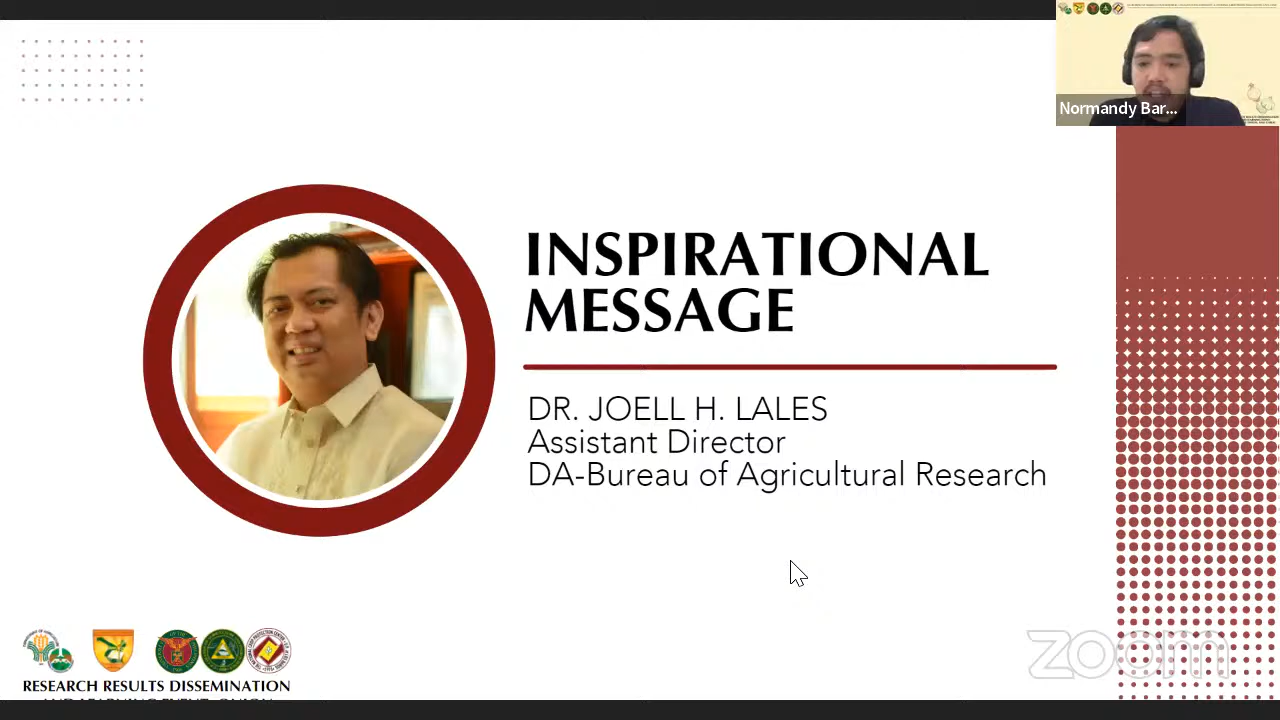 Normandy Bar...
INSPIRATIONAL
MESSAGE
DR. JOELL H. LALES
Assistant Director
DA-Bureau of Agricultural Research
zoom
RESEARCH RESULTS DISSEMINATION